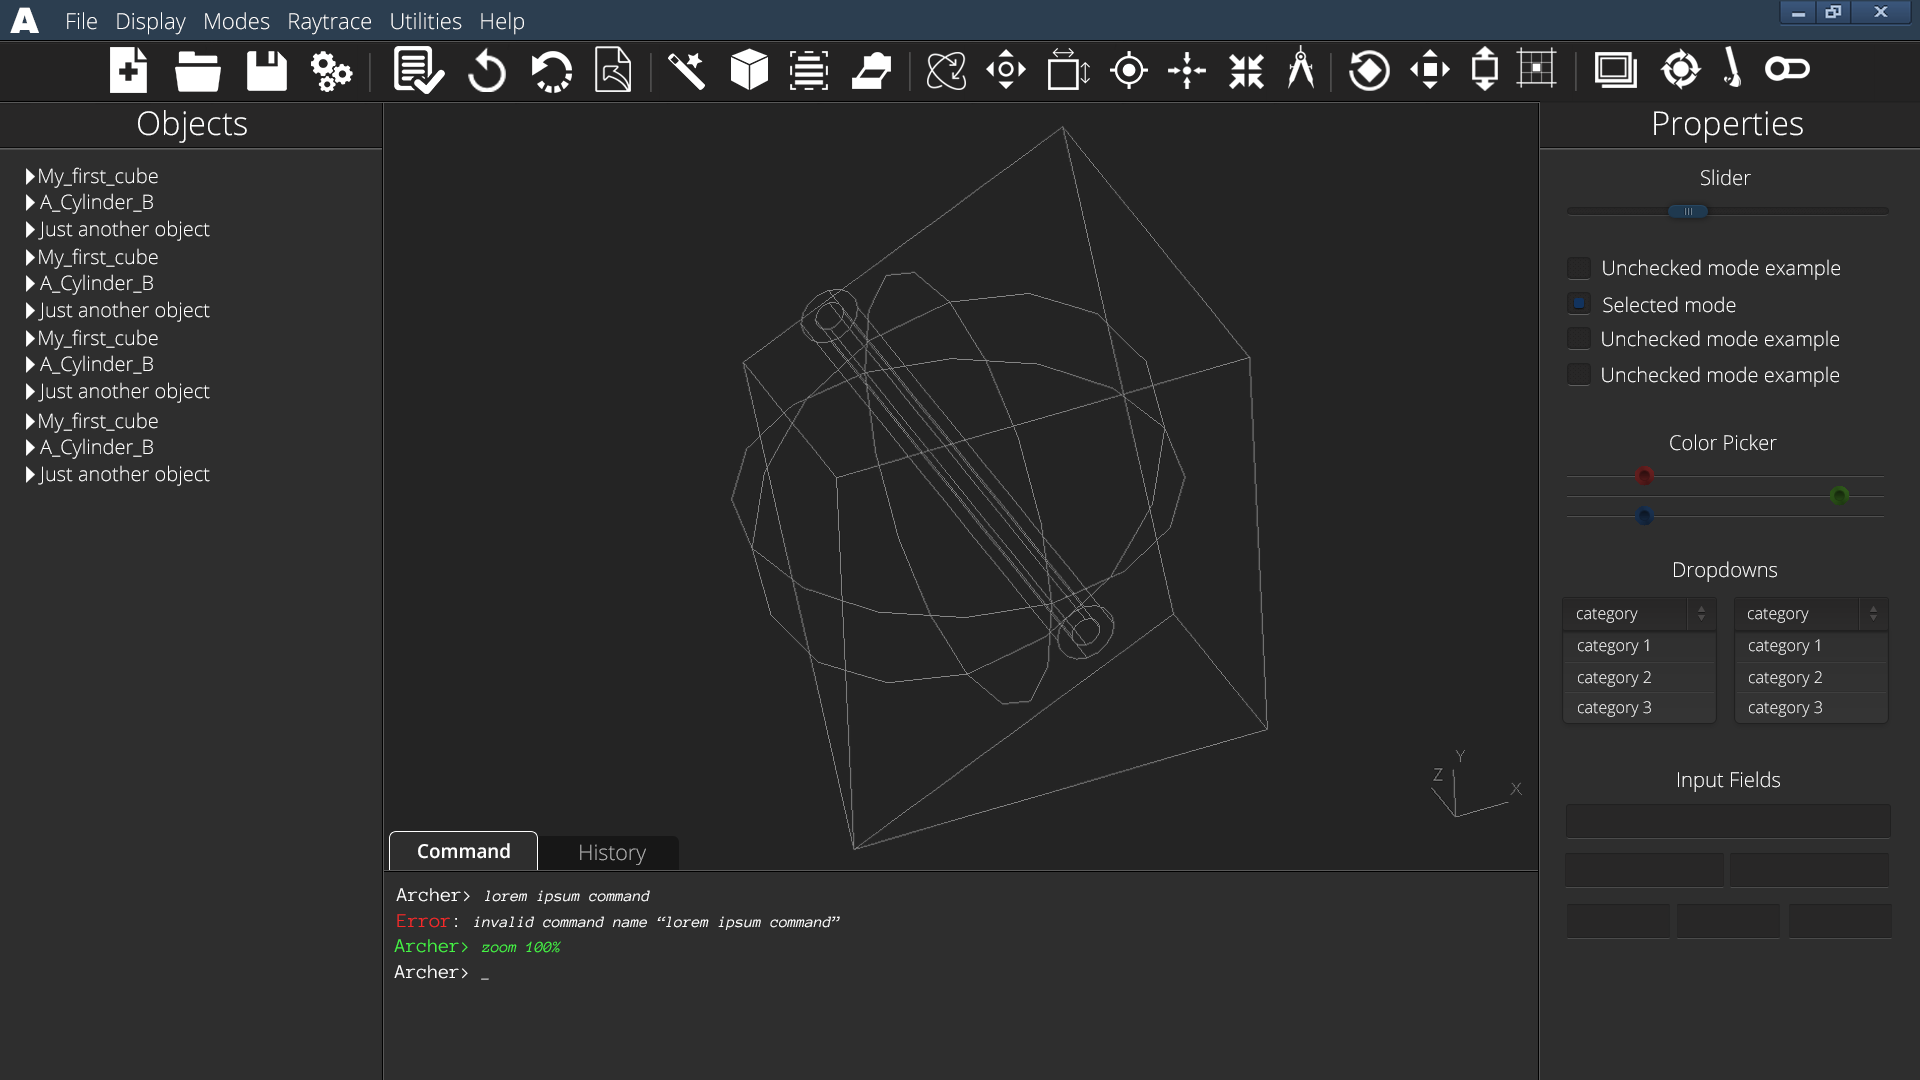 A File Display Modes Raytrace Utilities Help
Objects
My_first_cube
A_Cylinder_B
Just another object
My_first_cube
A_Cylinder_B
Just another object
My_first_cube
A_Cylinder_B
Just another object
My_first_cube
A_Cylinder_B
Just another object
Y
Z
X
Command History
Archer> lorem ipsum command
Error: invalid command name “lorem ipsum command”
Archer> zoom 100%
Archer> _
Properties
Slider
Unchecked mode example
Selected mode
Unchecked mode example
Unchecked mode example
Color Picker
Dropdowns
category category
category 1 category 1
category 2 category 2
category 3 category 3
Input Fields